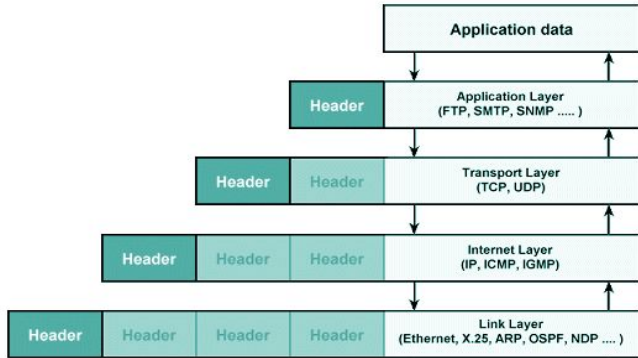 Application data
Header
Application Layer
(FTP, SMTP, SNMP ..... )
Header Header
Transport Layer
(TCP, UDP)
Header Header Header
Internet Layer
(IP, ICMP, IGMP)
Header Header Header Header
Link Layer
(Ethernet, X.25, ARP, OSPF, NDP .... )